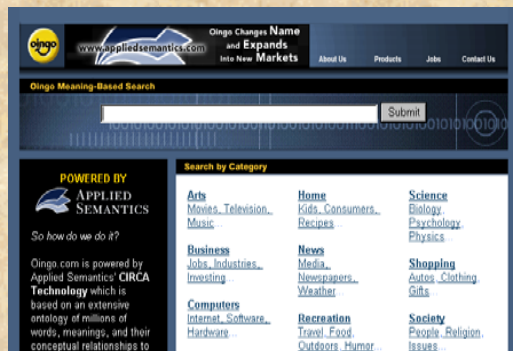 oingo
www.appliedsemantics.com
Oingo Changes Name
and Expands
Into New Markets
About Us
Products
Jobs
Contact Us
Oingo Meaning-Based Search
Submit
POWERED BY
APPLIED
SEMANTICS
So how do we do it?
Oingo.com is powered by
Applied Semantics' CIRCA
Technology which is
based on an extensive
ontology of millions of
words, meanings, and their
conceptual relationships to
Search by Category
Arts
Movies, Television,
Music...
Business
Jobs, Industries,
Investing...
Computers
Internet, Software,
Hardware...
Home
Kids, Consumers,
Recipes...
News
Media,
Newspapers,
Weather...
Recreation
Travel, Food,
Outdoors, Humor...
Science
Biology,
Psychology,
Physics...
Shopping
Autos, Clothing,
Gifts...
Society
People, Religion,
Issues...